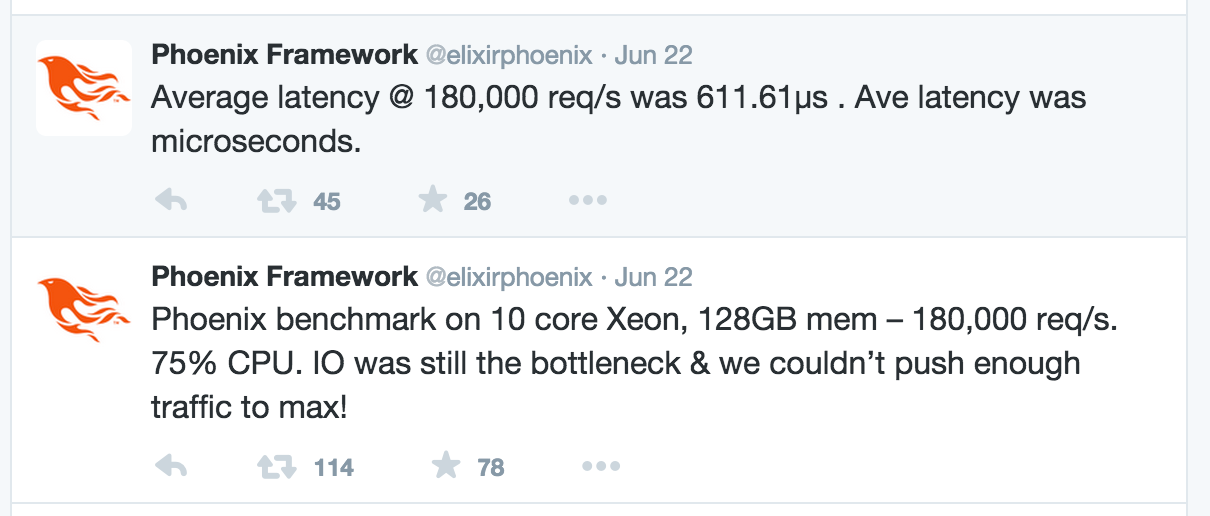 Phoenix Framework @elixirphoenix · Jun 22
Average latency @ 180,000 req/s was 611.61μs . Ave latency was
microseconds.
45 26
Phoenix Framework @elixirphoenix · Jun 22
Phoenix benchmark on 10 core Xeon, 128GB mem – 180,000 req/s.
75% CPU. IO was still the bottleneck & we couldn’t push enough
traffic to max!
114 78